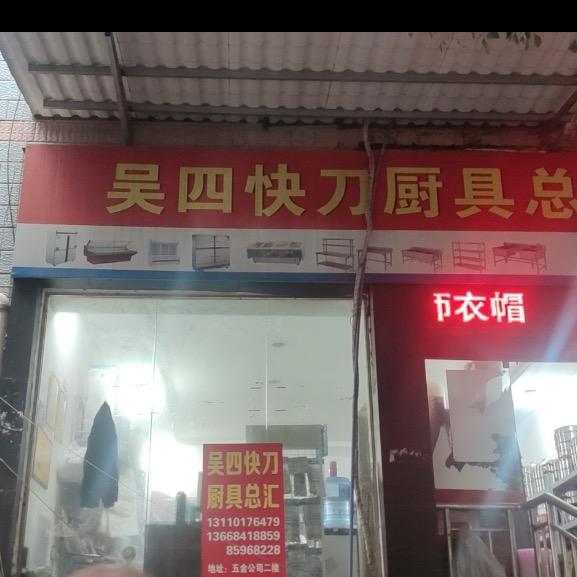 吴四快刀厨具总
衣帽
吴四快刀
厨具总汇
13110176479
13668418859
85968228
地址：五金公司二楼